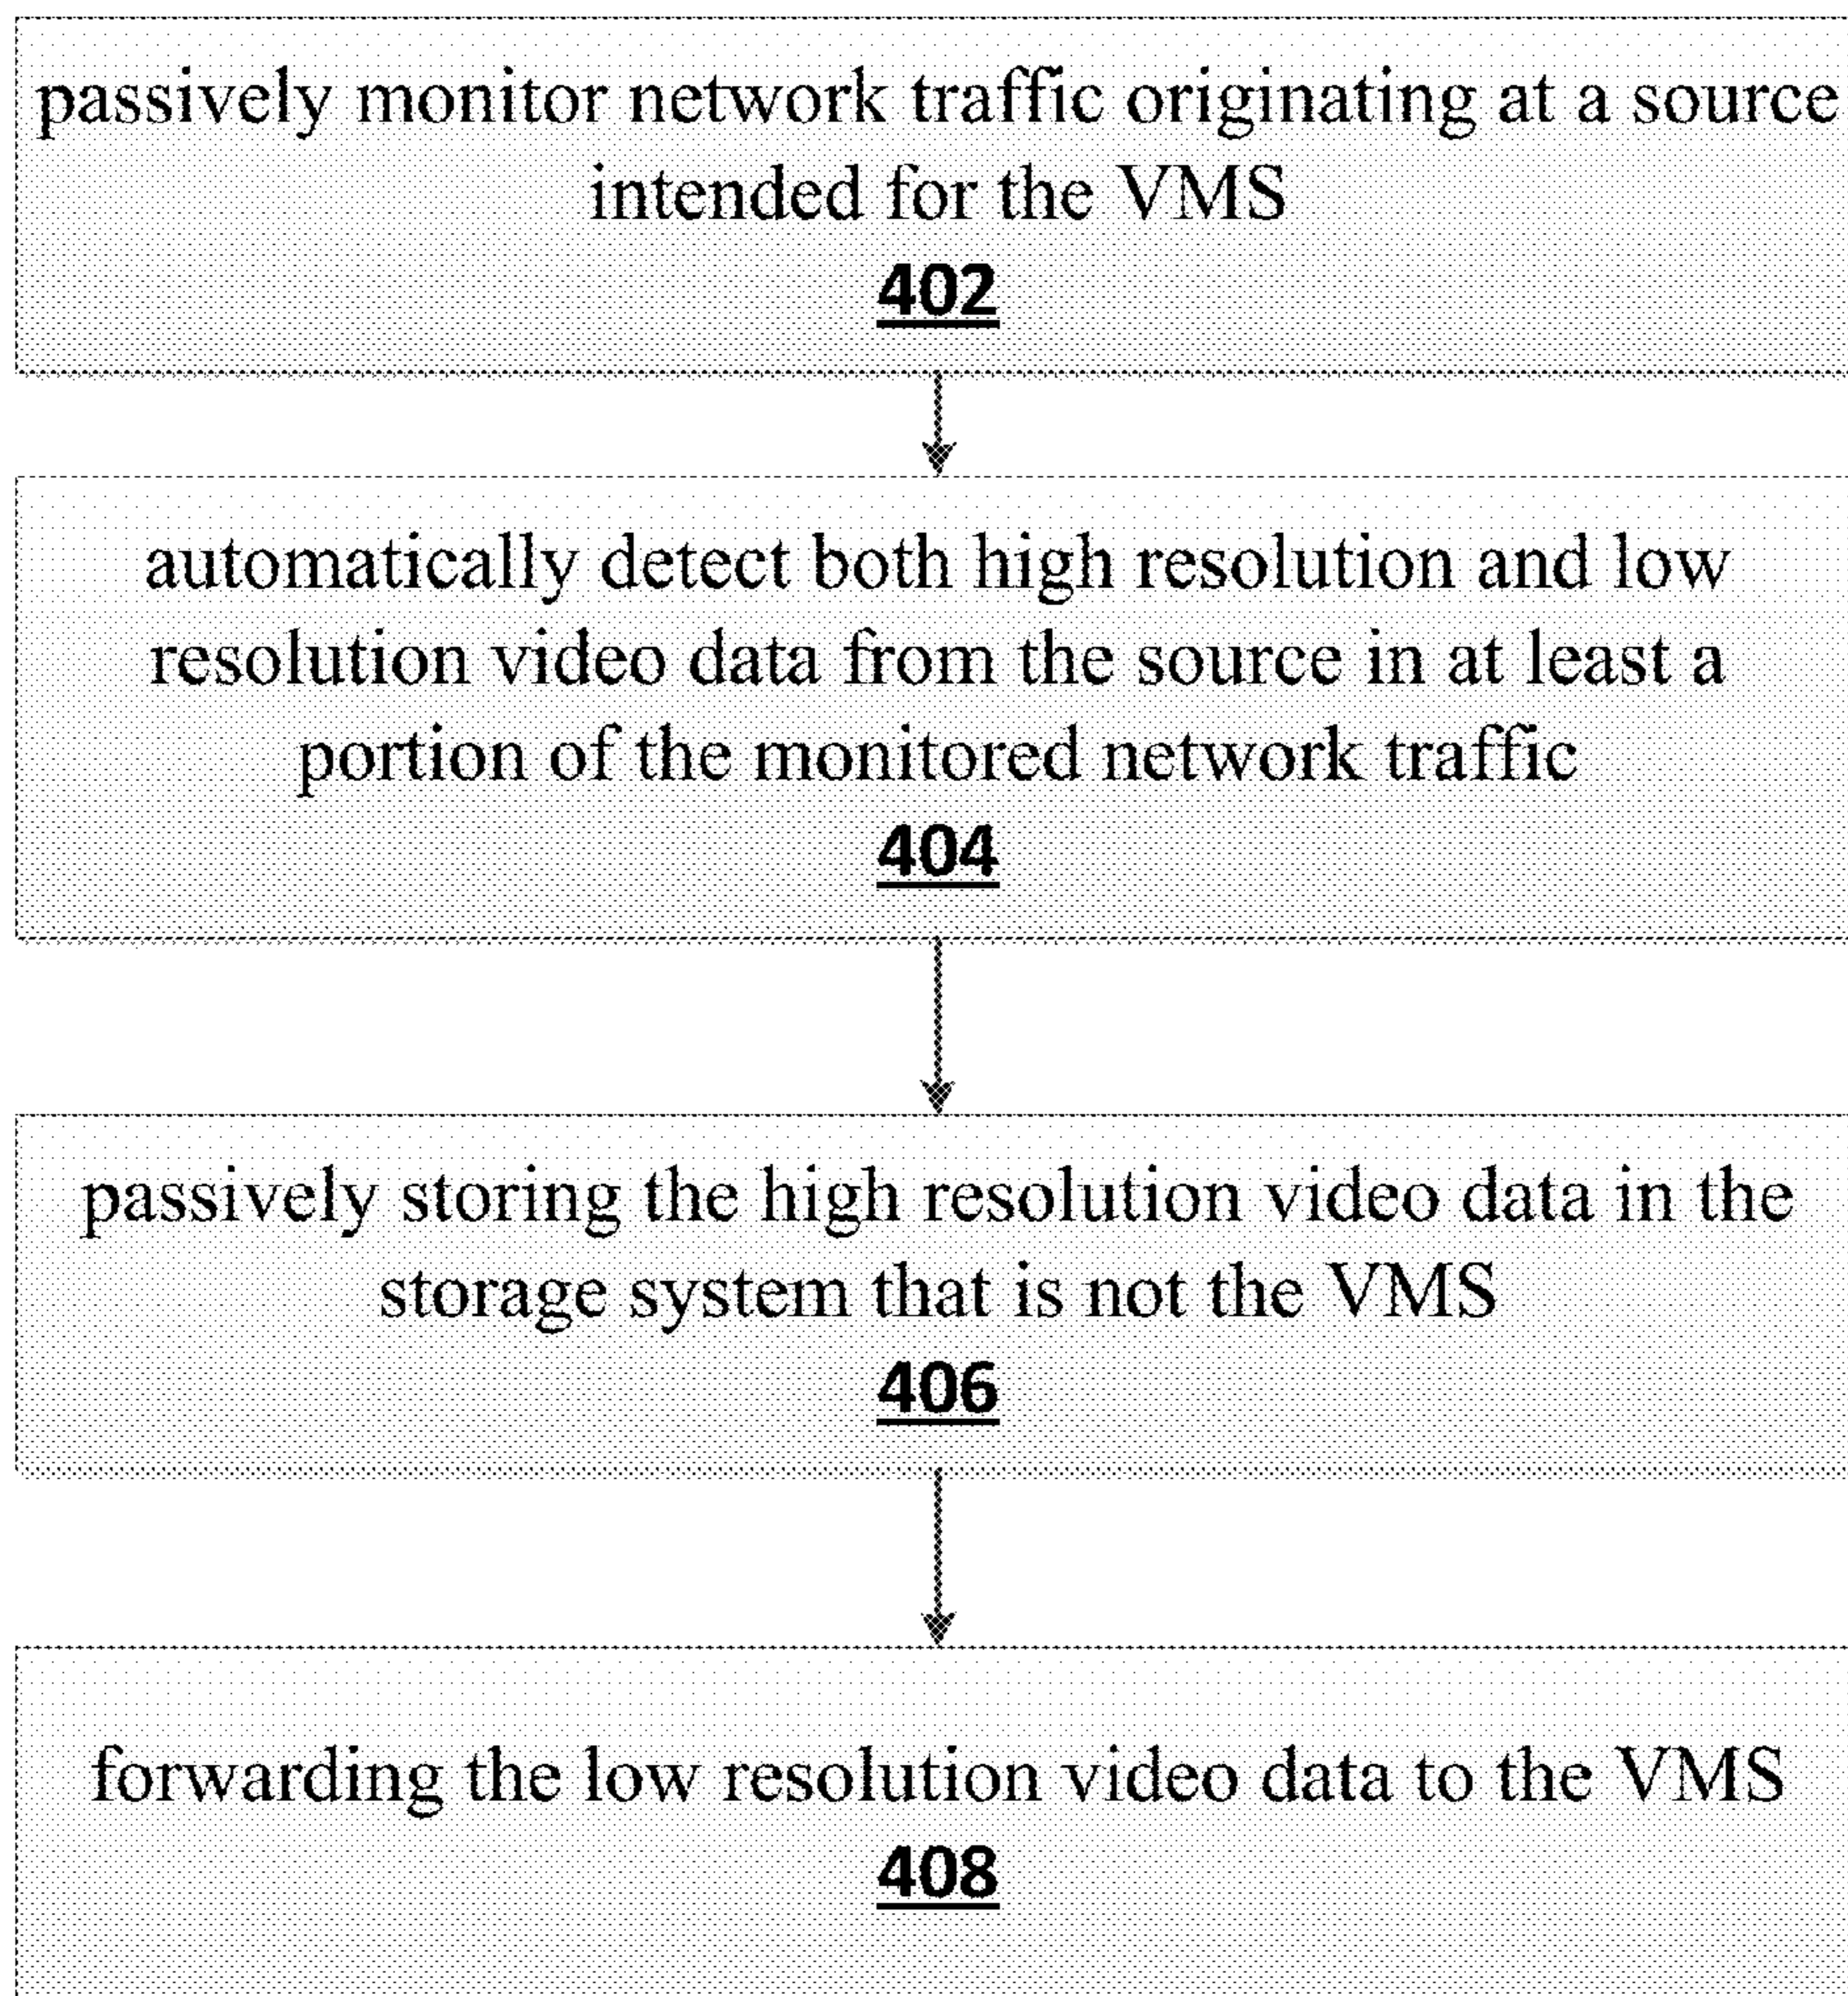 passively monitor network traffic originating at a source
intended for the VMS
402
automatically detect both high resolution and low
resolution video data from the source in at least a
portion of the monitored network traffic
404
passively storing the high resolution video data in the
storage system that is not the VMS
406
forwarding the low resolution video data to the VMS
408